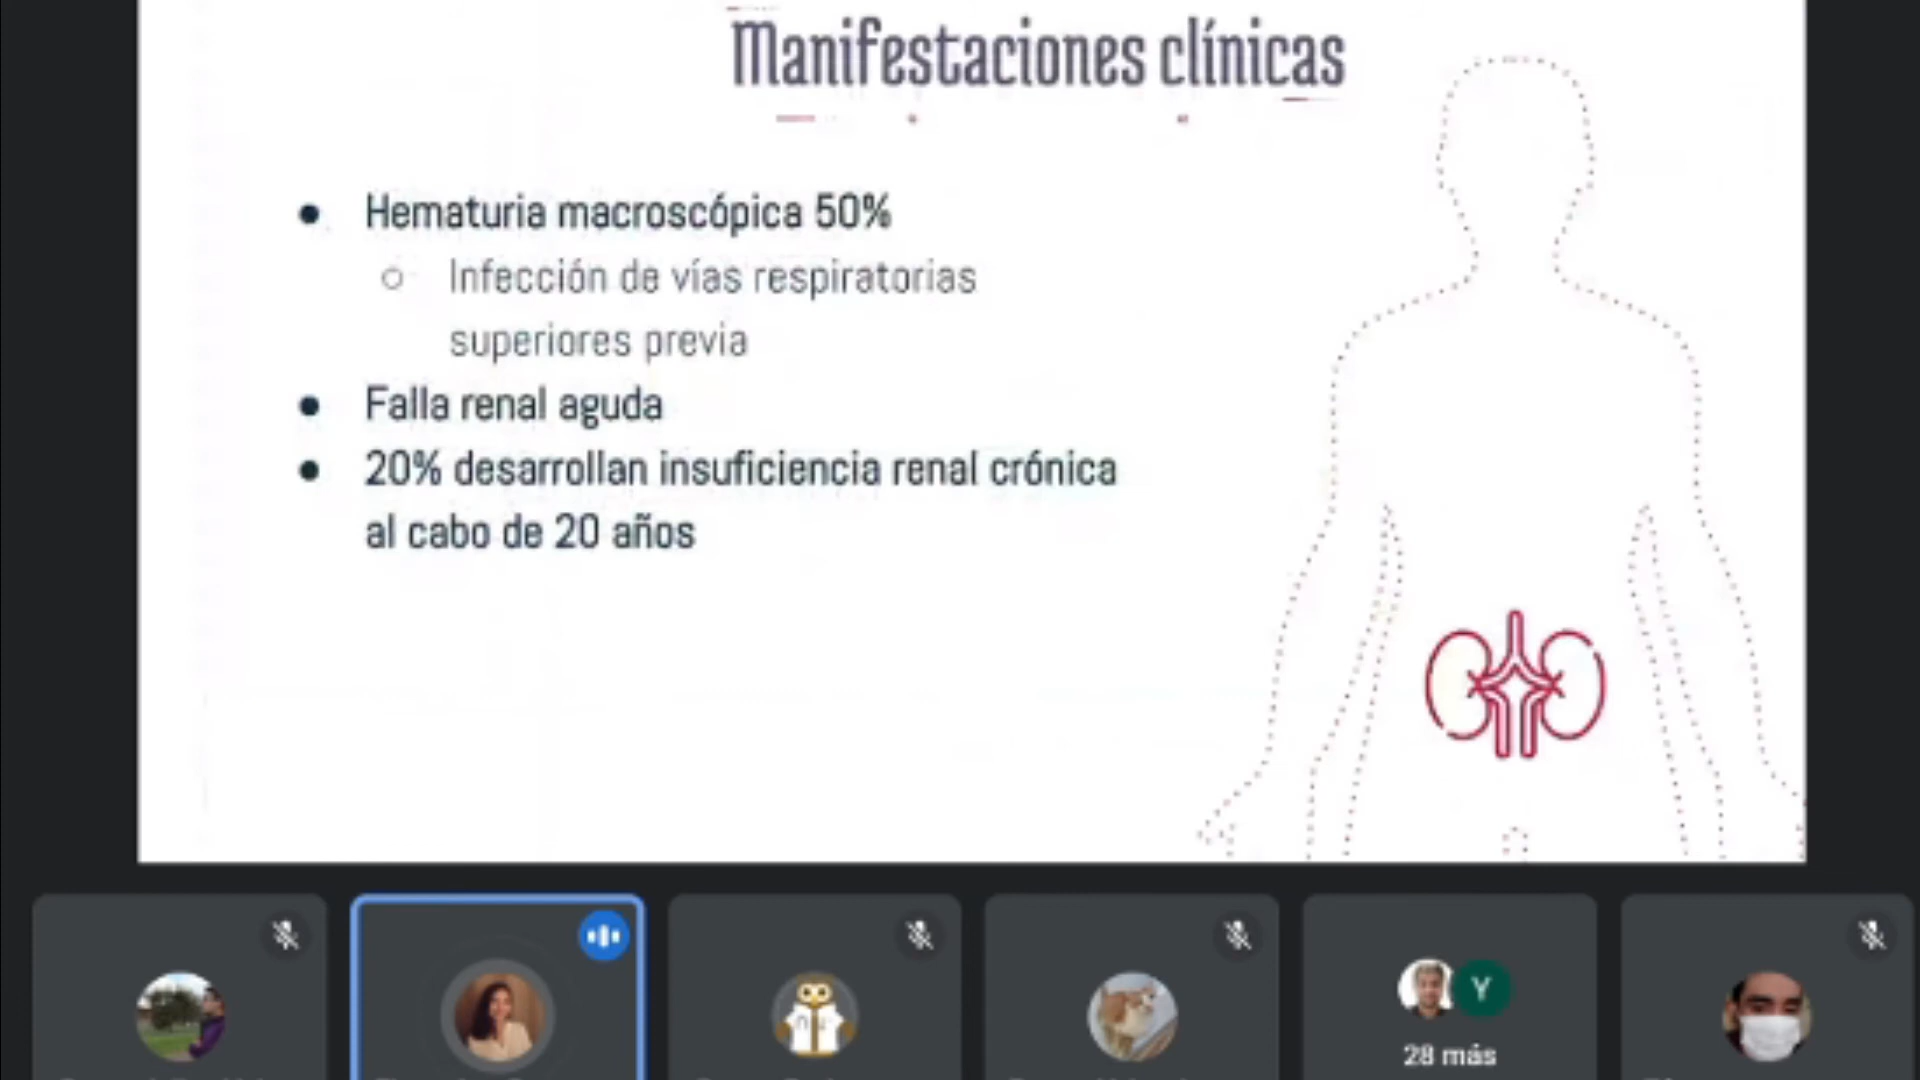 Manifestaciones clínicas
Hematuria macroscópica 50%
Infección de vías respiratorias
superiores previa
Falla renal aguda
20% desarrollan insuficiencia renal crónica
al cabo de 20 años
Y
28 más